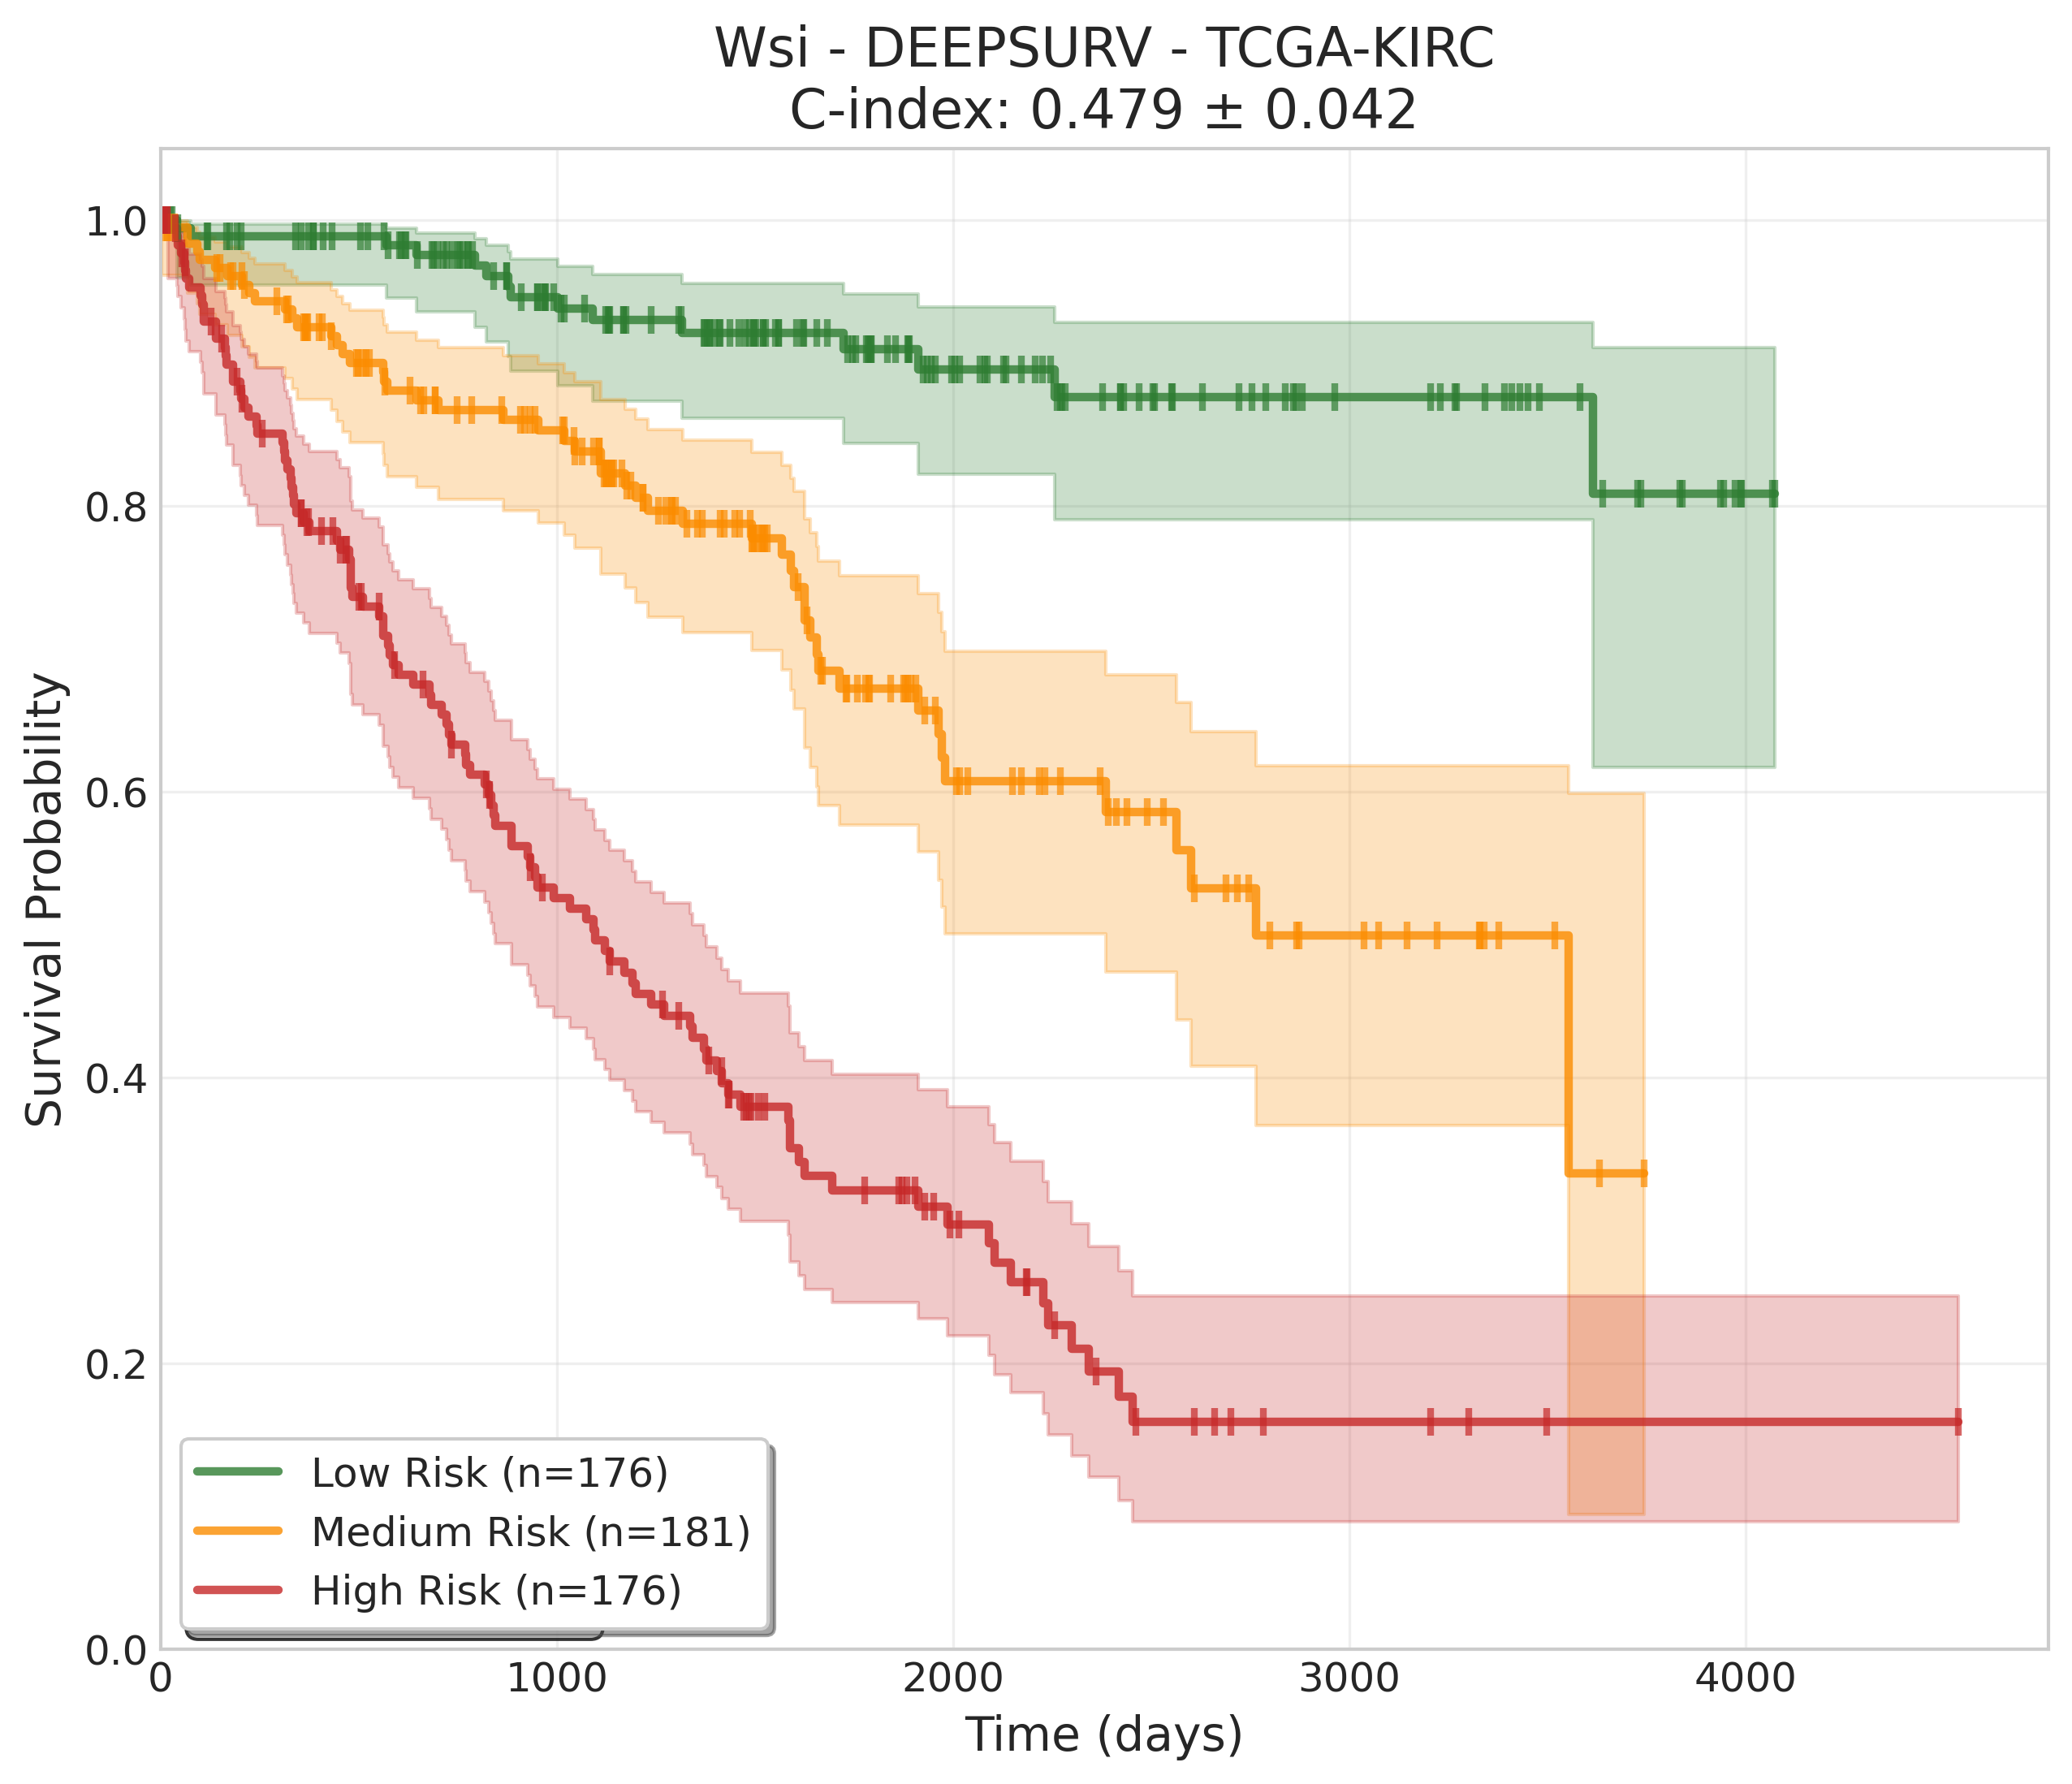 Wsi - DEEPSURV - TCGA-KIRC
C-index: 0.479 ± 0.042
Survival Probability
1.0
0.8
0.6
0.4
0.2
0.0
Low Risk (n=176)
Medium Risk (n=181)
High Risk (n=176)
0
1000
2000
3000
4000
Time (days)